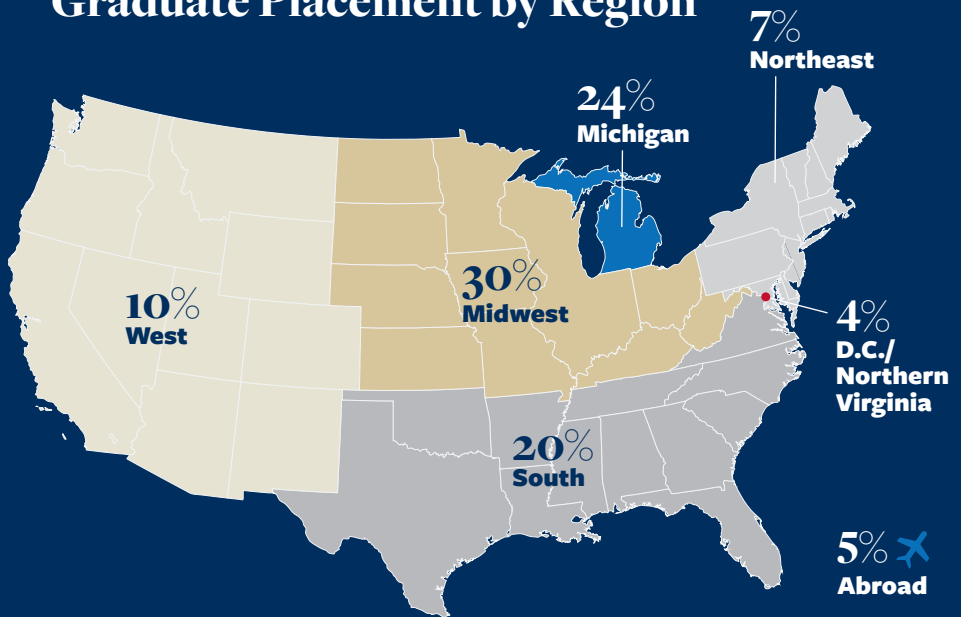 Graduate Placement by Region
7%
Northeast
24%
Michigan
30%
Midwest
10%
West
4%
D.C./
Northern
Virginia
20%
South
5%
Abroad